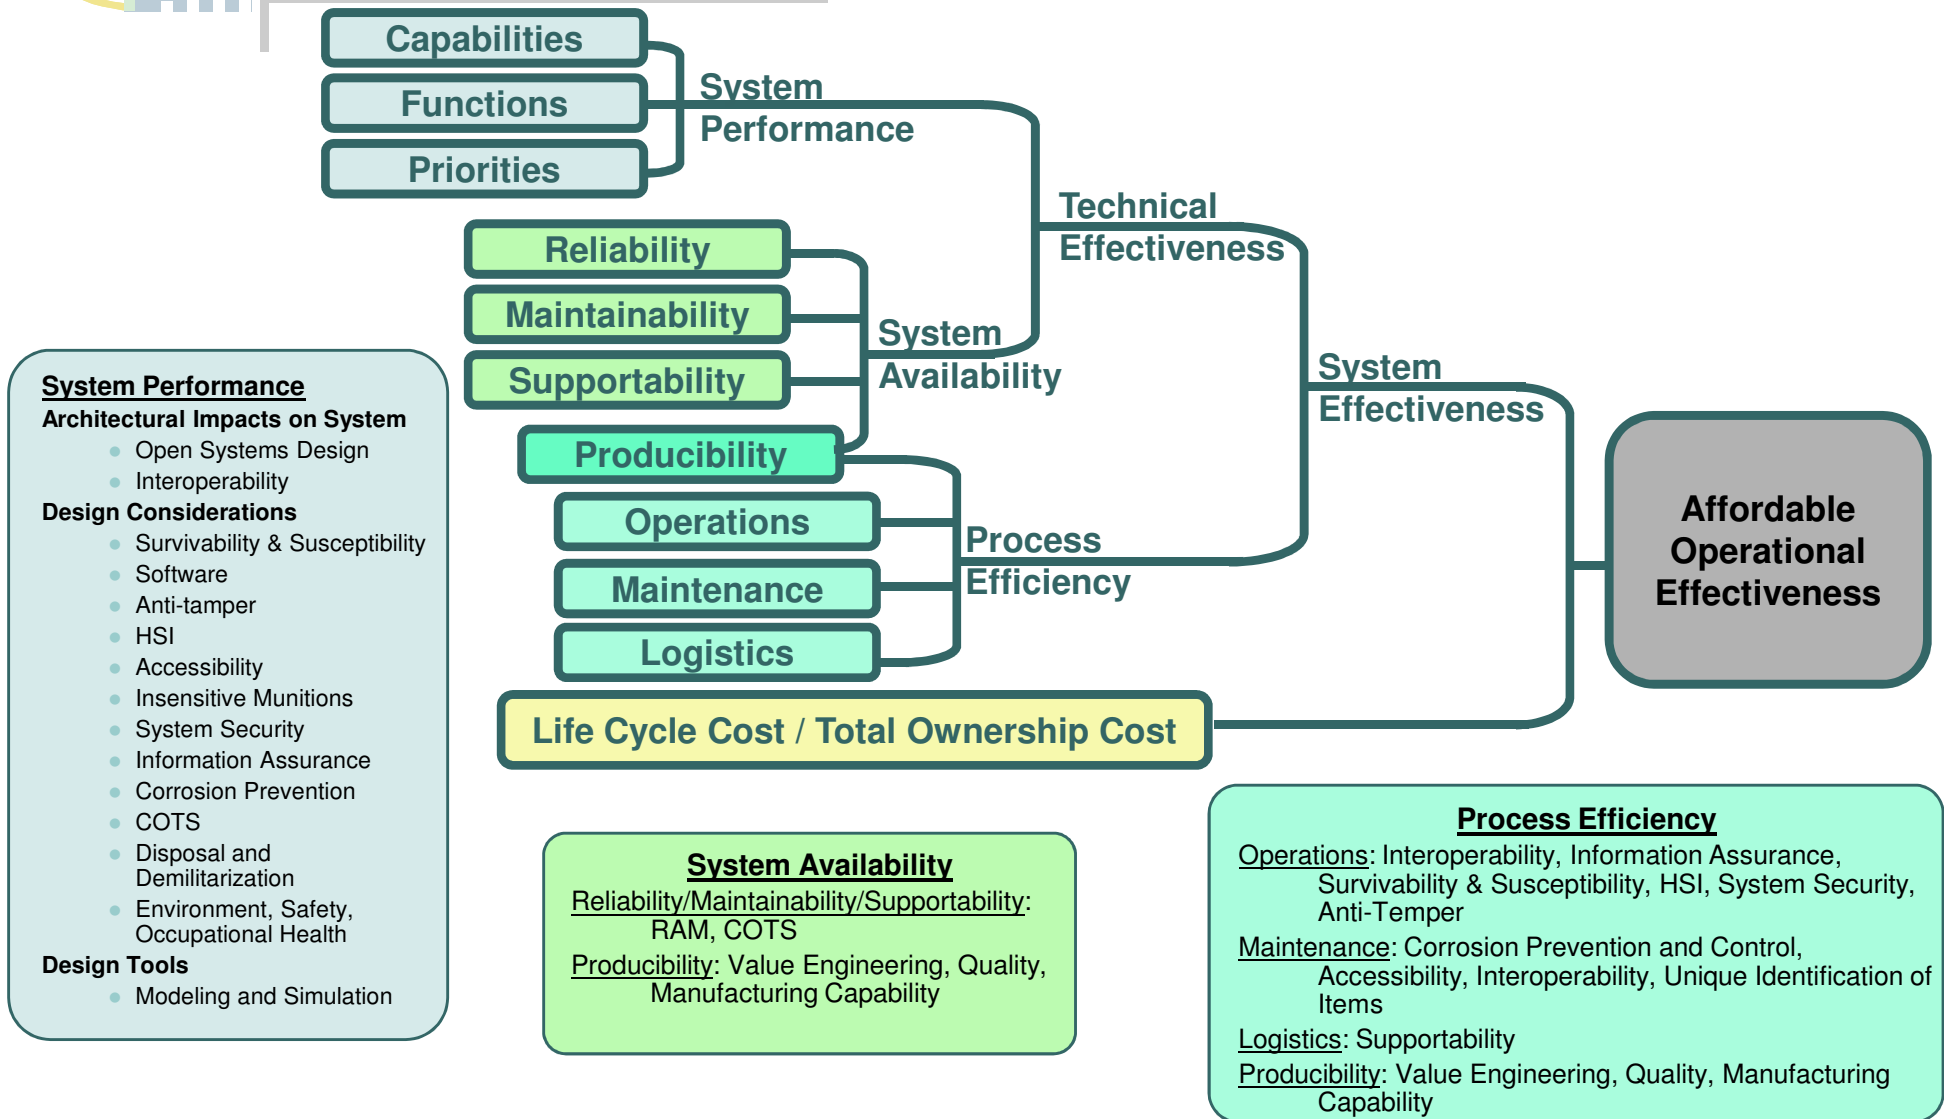 Capabilities
Functions
Priorities
System
Performance
Reliability
Maintainability
Supportability
Producibility
System
Availability
Technical
Effectiveness
Operations
Maintenance
Logistics
Process
Efficiency
System
Effectiveness
Life Cycle Cost / Total Ownership Cost
Affordable
Operational
Effectiveness
System Performance
Architectural Impacts on System
Open Systems Design
Interoperability
Design Considerations
Survivability & Susceptibility
Software
Anti-tamper
HSI
Accessibility
Insensitive Munitions
System Security
Information Assurance
Corrosion Prevention
COTS
Disposal and
Demilitarization
Environment, Safety,
Occupational Health
Design Tools
Modeling and Simulation
System Availability
Reliability/Maintainability/Supportability:
RAM, COTS
Producibility: Value Engineering, Quality,
Manufacturing Capability
Process Efficiency
Operations: Interoperability, Information Assurance,
Survivability & Susceptibility, HSI, System Security,
Anti-Temper
Maintenance: Corrosion Prevention and Control,
Accessibility, Interoperability, Unique Identification of
Items
Logistics: Supportability
Producibility: Value Engineering, Quality, Manufacturing
Capability